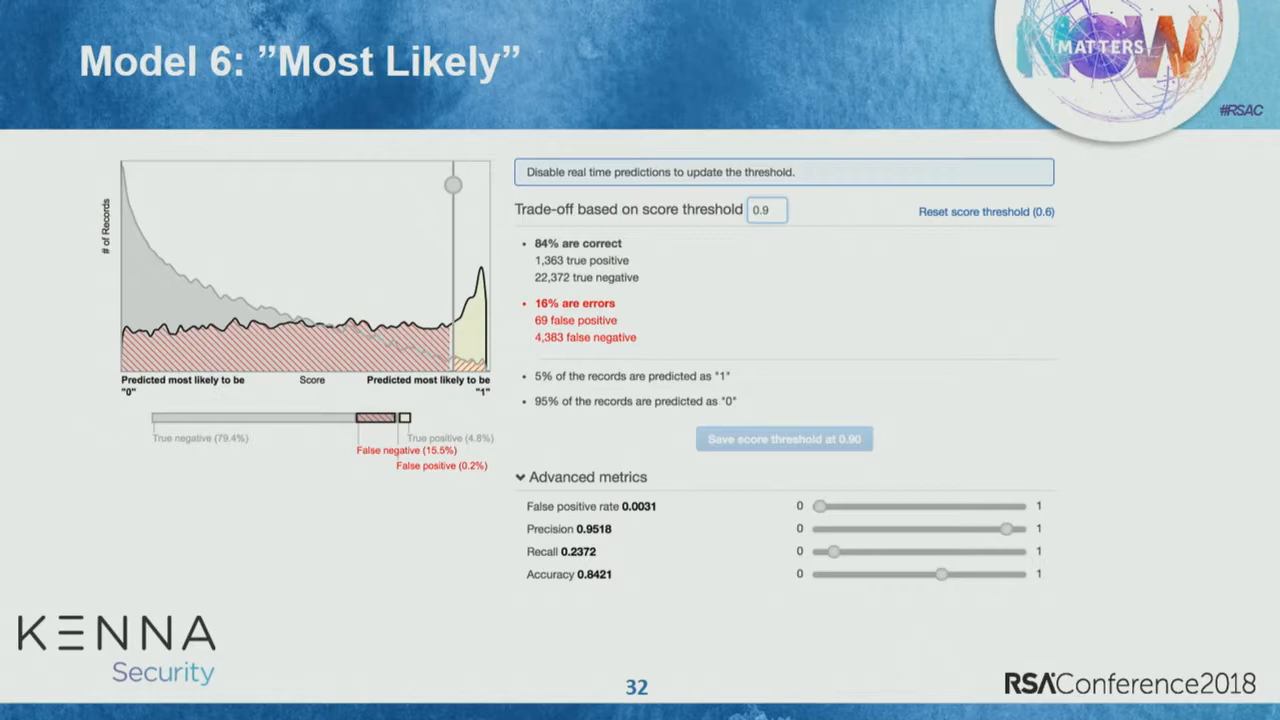 Model 6: ”Most Likely”
NOW
MATTERS
#RSAC
# of Records
Predicted most likely to be "0"
Score
Predicted most likely to be "1"
True negative (79.4%)
True positive (4.8%)
False negative (15.5%)
False positive (0.2%)
Disable real time predictions to update the threshold.
Trade-off based on score threshold 0.9
Reset score threshold (0.6)
• 84% are correct
1,363 true positive
22,372 true negative
• 16% are errors
69 false positive
4,383 false negative
• 5% of the records are predicted as "1"
• 95% of the records are predicted as "0"
Save score threshold at 0.90
Advanced metrics
False positive rate 0.0031 0 1
Precision 0.9518 0 1
Recall 0.2372 0 1
Accuracy 0.8421 0 1
KENNA
Security
32
RSAConference2018